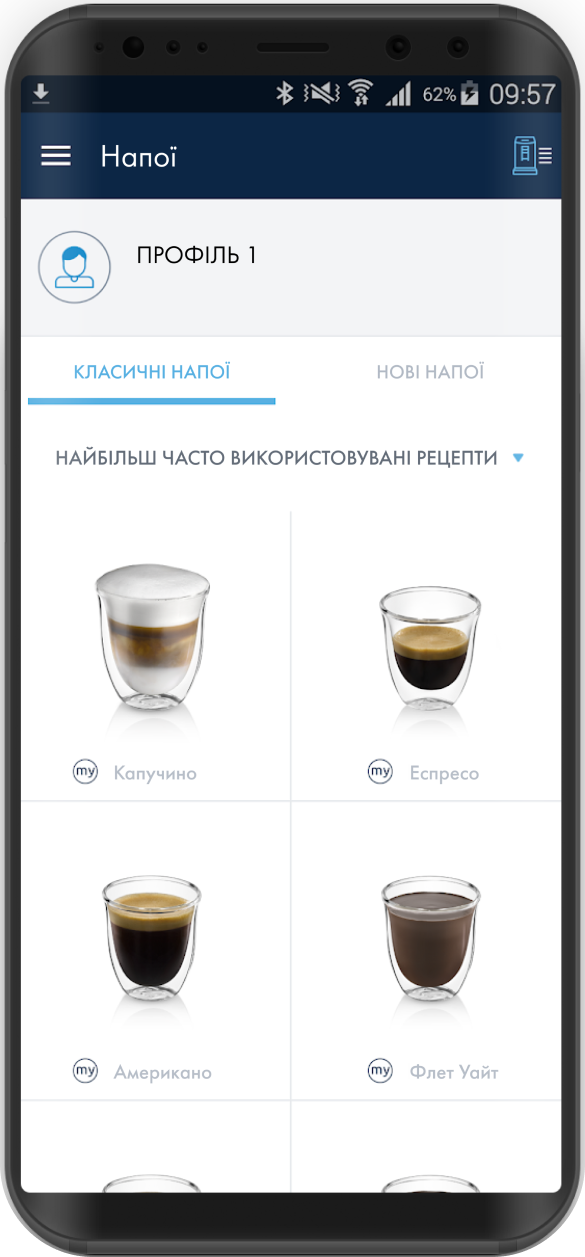 62% 09:57
Напої
ПРОФІЛЬ 1
КЛАСИЧНІ НАПОЇ НОВІ НАПОЇ
НАЙБІЛЬШ ЧАСТО ВИКОРИСТОВУВАНІ РЕЦЕПТИ
my Капучино my Еспресо
my Американо my Флет Уайт